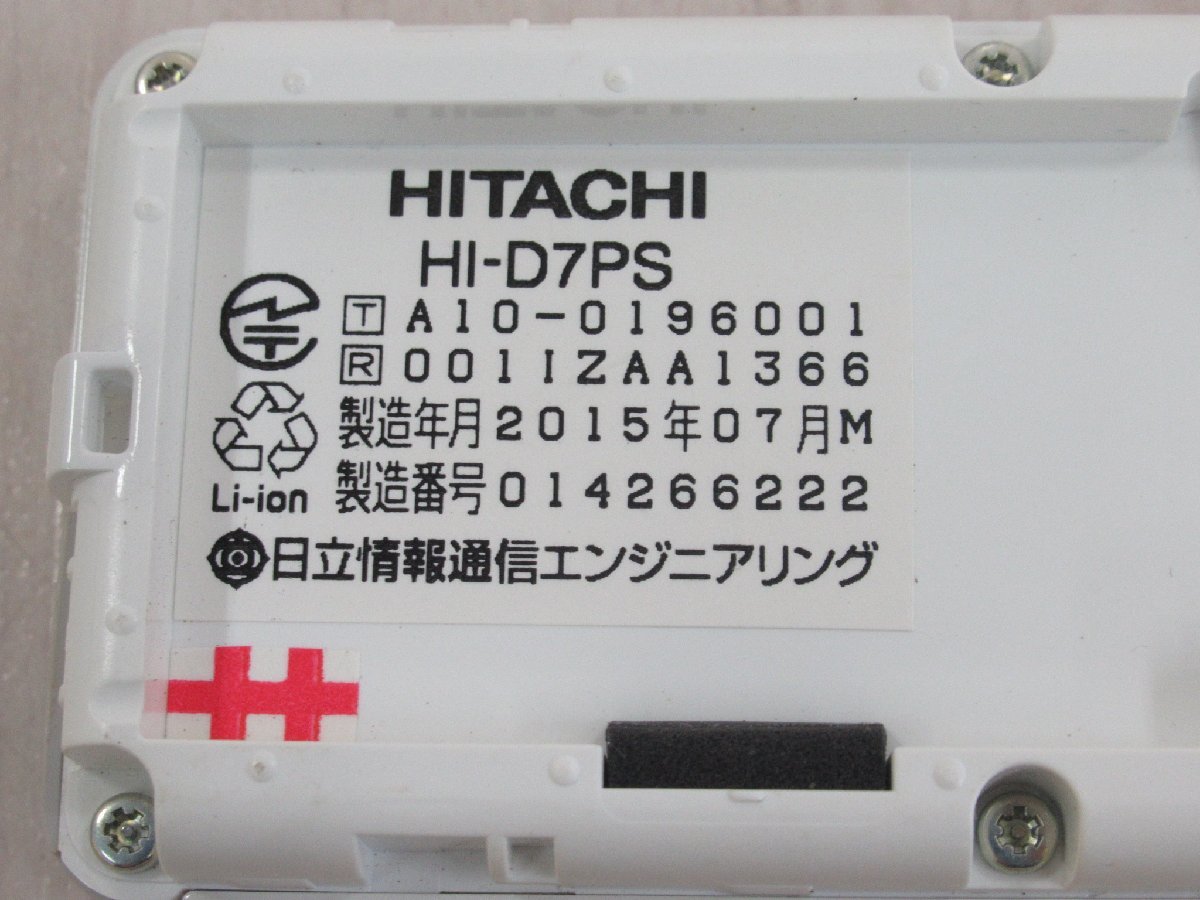 HITACHI
HI-D7PS
T A10-0196001
R 001IZAA1366
製造年月 2015年07月M
製造番号 014266222
Li-ion
日立情報通信エンジニアリング